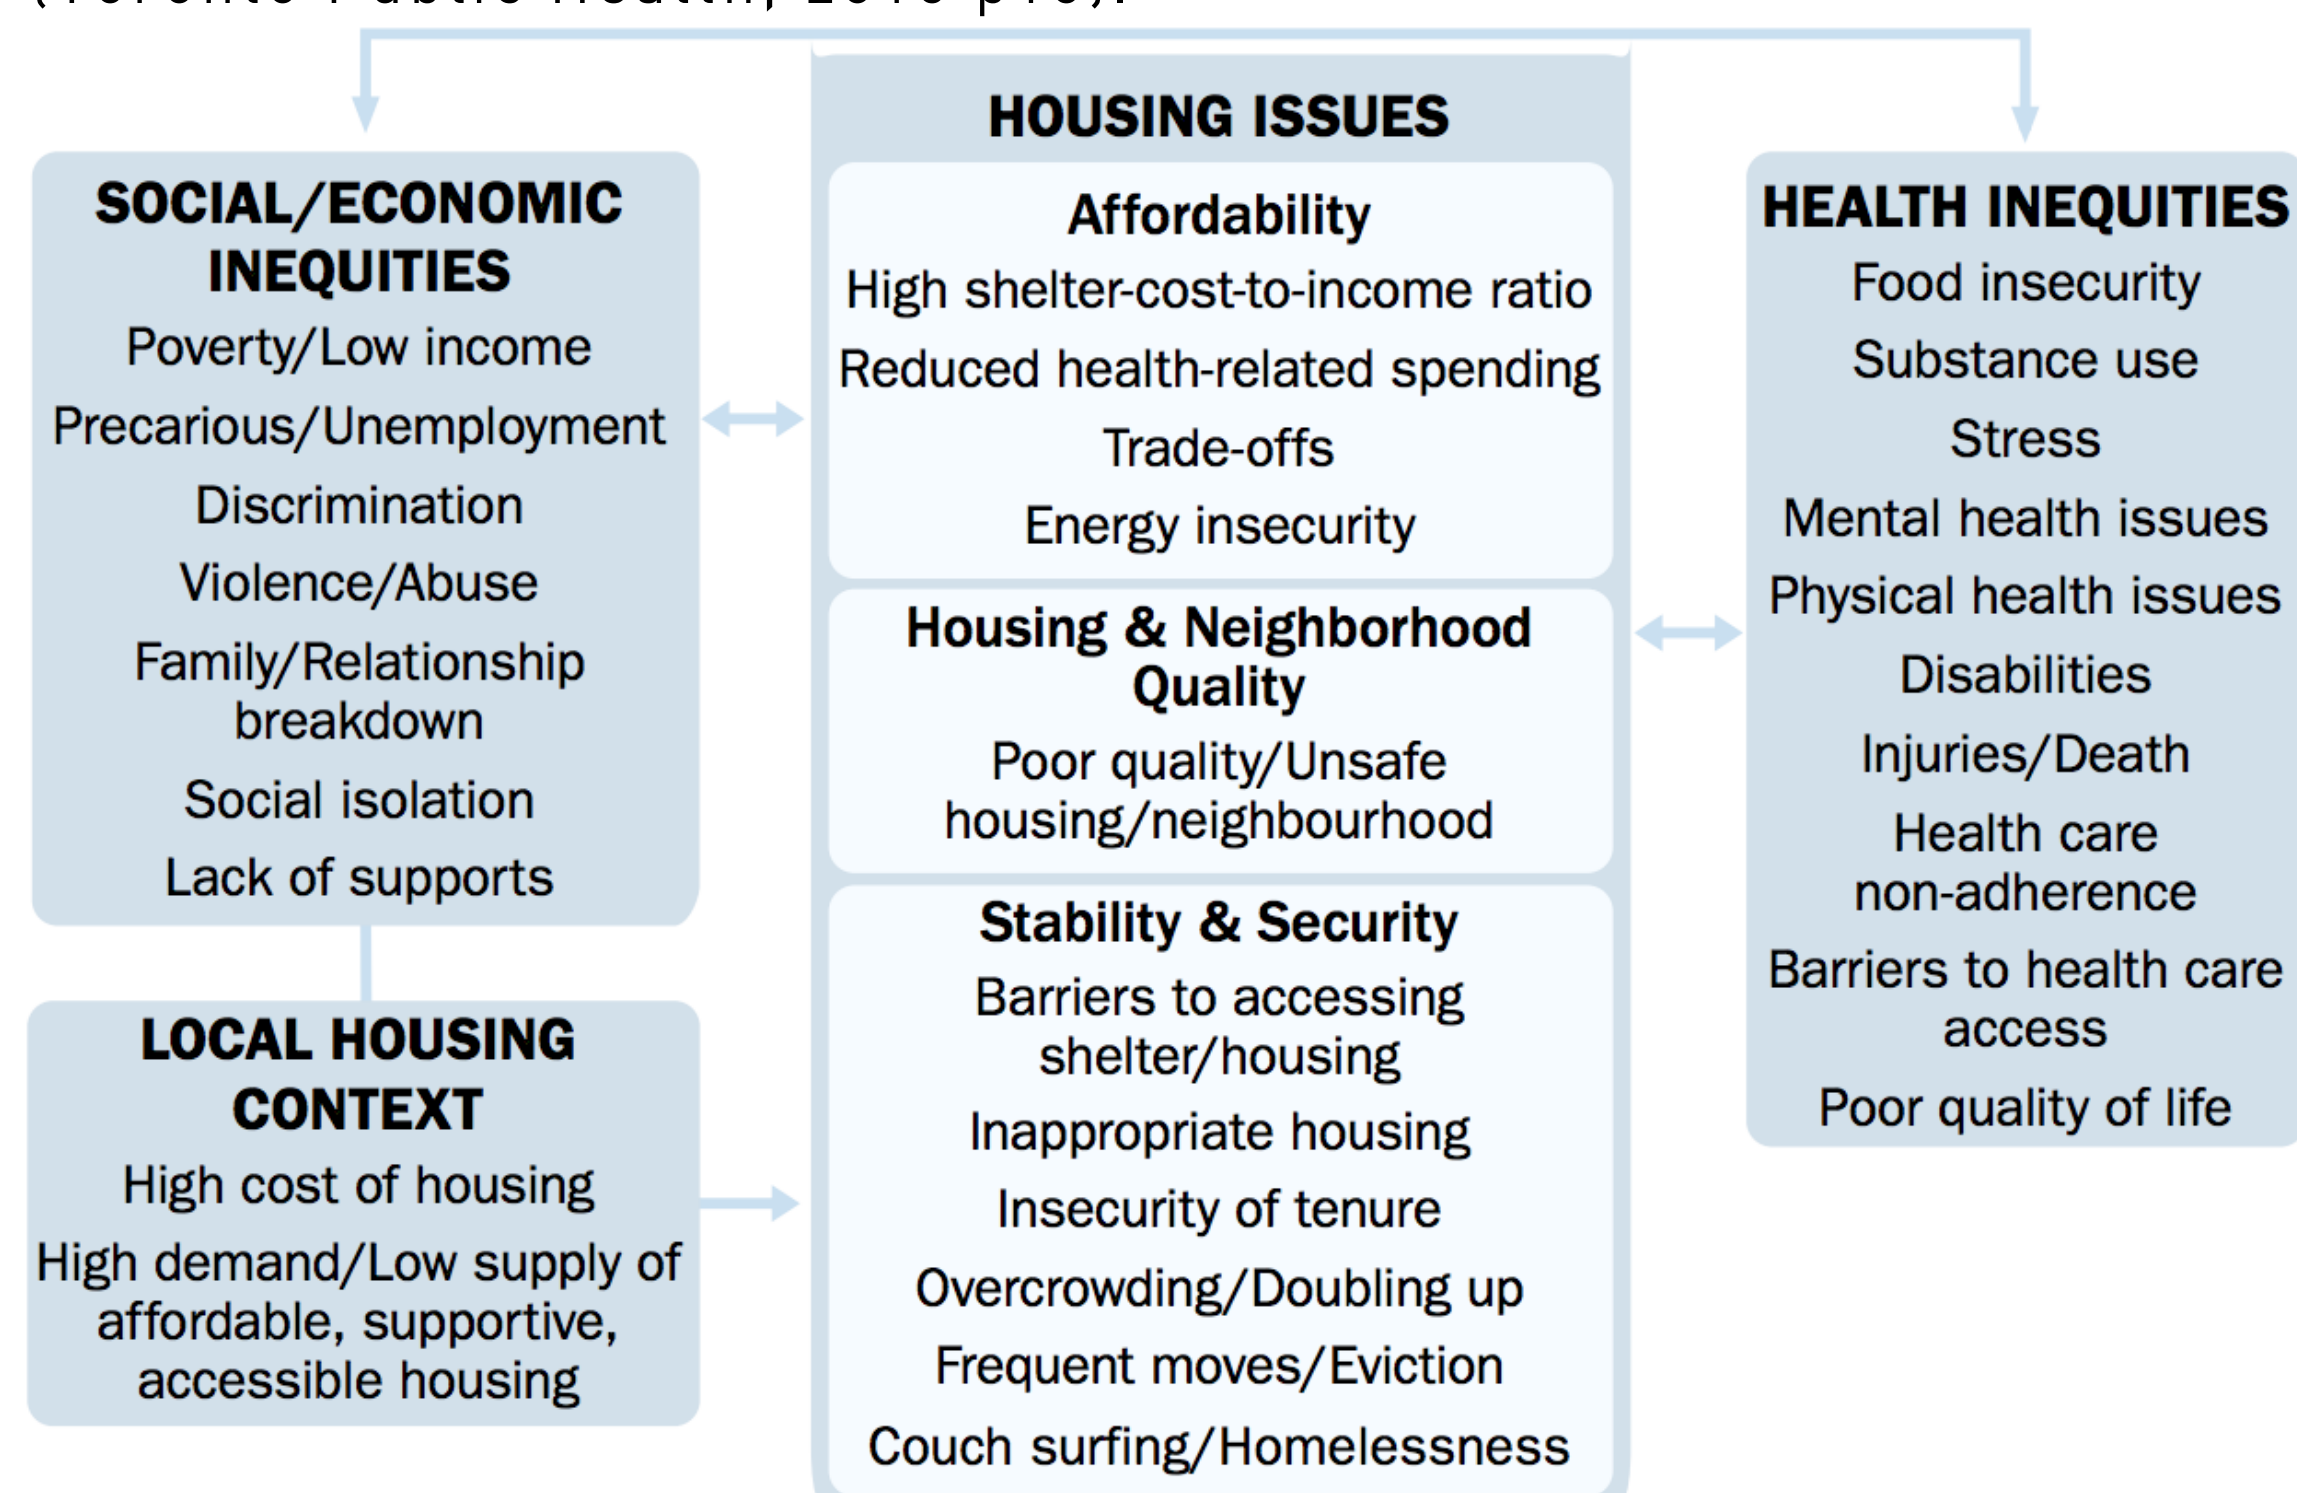 (Toronto Public Health, 2016 p10).
SOCIAL/ECONOMIC
INEQUITIES
Poverty/Low income
Precarious/Unemployment
Discrimination
Violence/Abuse
Family/Relationship
breakdown
Social isolation
Lack of supports
LOCAL HOUSING
CONTEXT
High cost of housing
High demand/Low supply of
affordable, supportive,
accessible housing
HOUSING ISSUES
Affordability
High shelter-cost-to-income ratio
Reduced health-related spending
Trade-offs
Energy insecurity
Housing & Neighborhood
Quality
Poor quality/Unsafe
housing/neighbourhood
Stability & Security
Barriers to accessing
shelter/housing
Inappropriate housing
Insecurity of tenure
Overcrowding/Doubling up
Frequent moves/Eviction
Couch surfing/Homelessness
HEALTH INEQUITIES
Food insecurity
Substance use
Stress
Mental health issues
Physical health issues
Disabilities
Injuries/Death
Health care
non-adherence
Barriers to health care
access
Poor quality of life